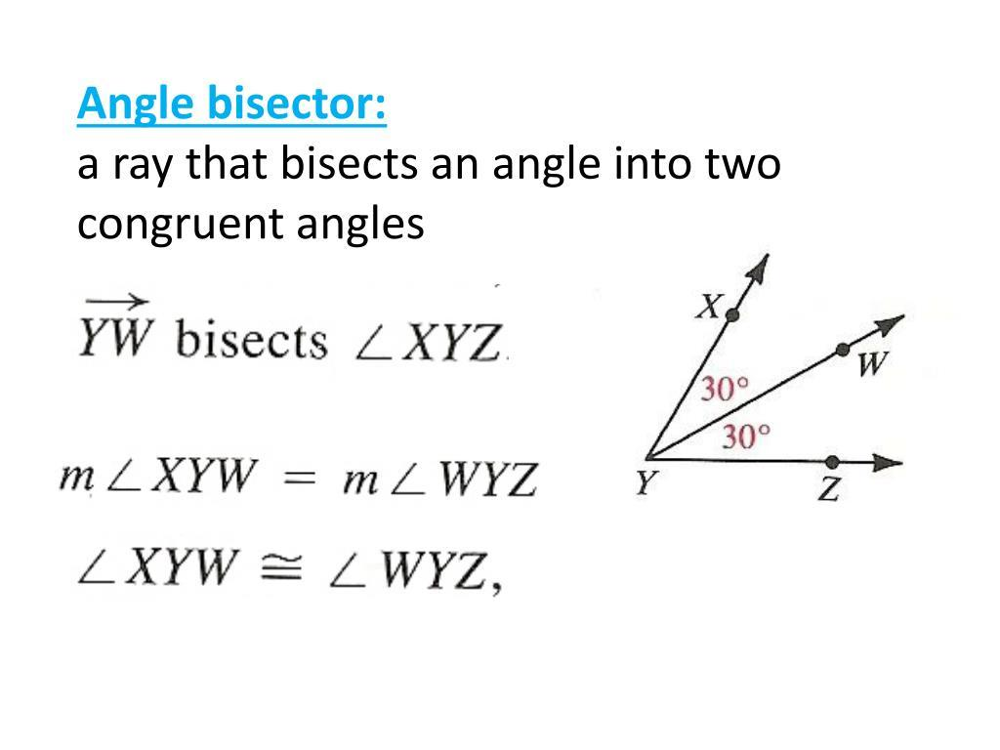 Angle bisector:
a ray that bisects an angle into two
congruent angles
YW bisects ∠XYZ.
m∠XYW = m∠WYZ
∠XYW ≅ ∠WYZ,
X
W
30°
30°
Y
Z